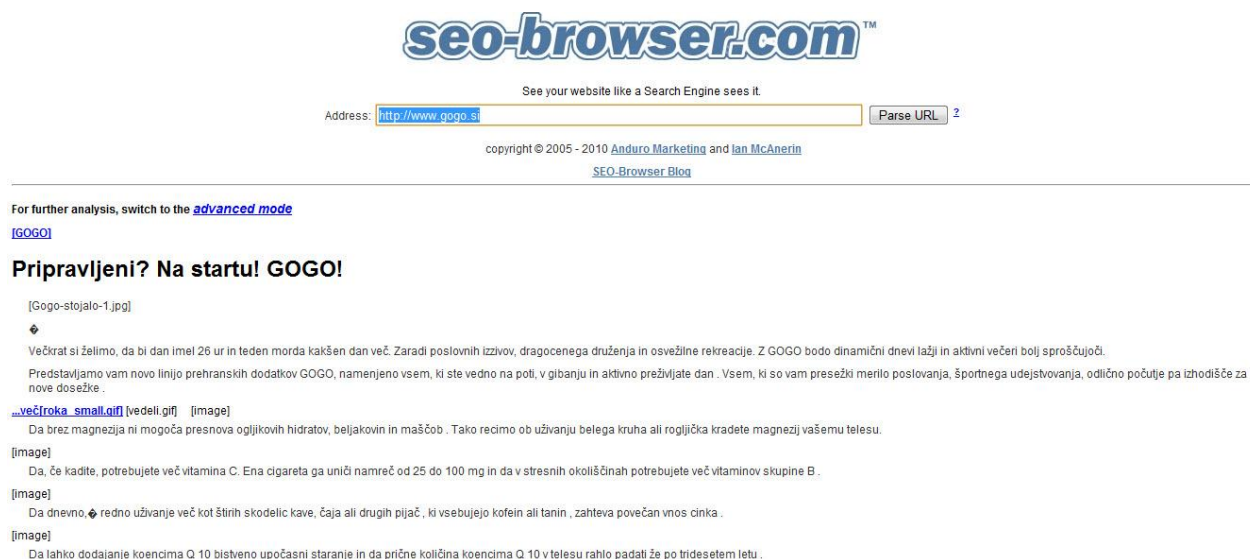 seo-browser.com™
See your website like a Search Engine sees it.
Address: http://www.gogo.si Parse URL ?
copyright © 2005 - 2010 Anduro Marketing and Ian McAnerin
SEO-Browser Blog
For further analysis, switch to the advanced mode
[GOGO]
Pripravljeni? Na startu! GOGO!
[Gogo-stojalo-1.jpg]
�
Večkrat si želimo, da bi dan imel 26 ur in teden morda kakšen dan več. Zaradi poslovnih izzivov, dragocenega druženja in osvežilne rekreacije. Z GOGO bodo dinamični dnevi lažji in aktivni večeri bolj sproščujoči.
Predstavljamo vam novo linijo prehranskih dodatkov GOGO, namenjeno vsem, ki ste vedno na poti, v gibanju in aktivno preživljate dan . Vsem, ki so vam presežki merilo poslovanja, športnega udejstvovanja, odlično počutje pa izhodišče za
nove dosežke .
...več[roka_small.gif] [vedeli.gif] [image]
Da brez magnezija ni mogoča presnova ogljikovih hidratov, beljakovin in maščob . Tako recimo ob uživanju belega kruha ali rogljička kradete magnezij vašemu telesu.
[image]
Da, če kadite, potrebujete več vitamina C. Ena cigareta ga uniči namreč od 25 do 100 mg in da v stresnih okoliščinah potrebujete več vitaminov skupine B .
[image]
Da dnevno,� redno uživanje več kot štirih skodelic kave, čaja ali drugih pijač , ki vsebujejo kofein ali tanin , zahteva povečan vnos cinka .
[image]
Da lahko dodajanje koencima Q 10 bistveno upočasni staranje in da prične količina koencima Q 10 v telesu rahlo padati že po tridesetem letu .